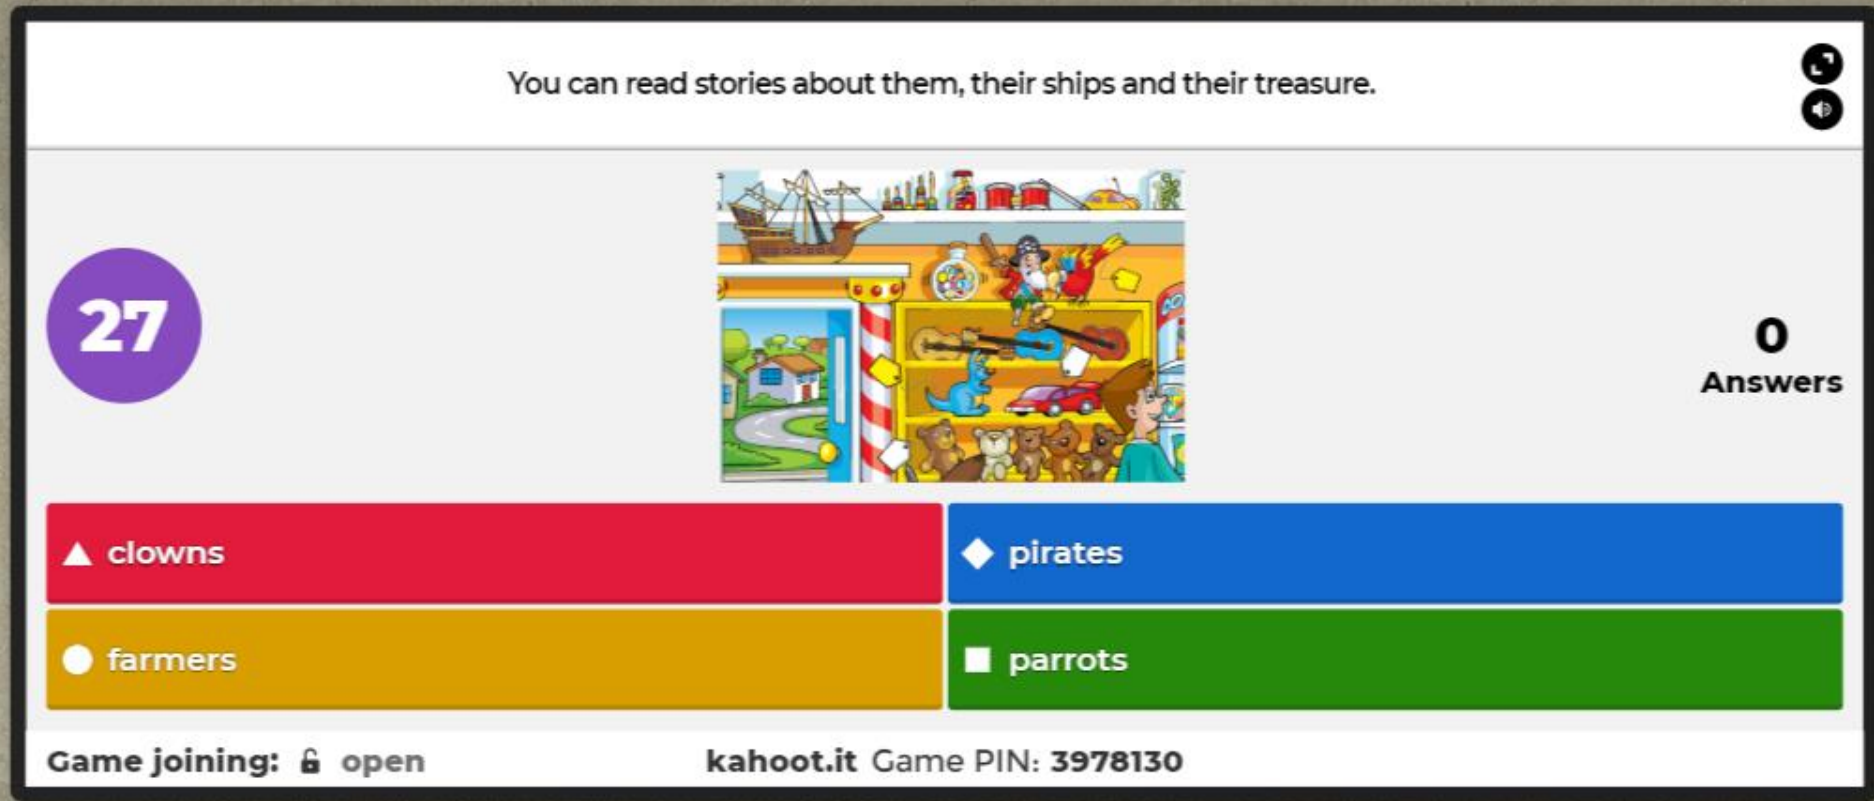 You can read stories about them, their ships and their treasure.
27
0
Answers
clowns
pirates
farmers
parrots
Game joining: open
kahoot.it Game PIN: 3978130